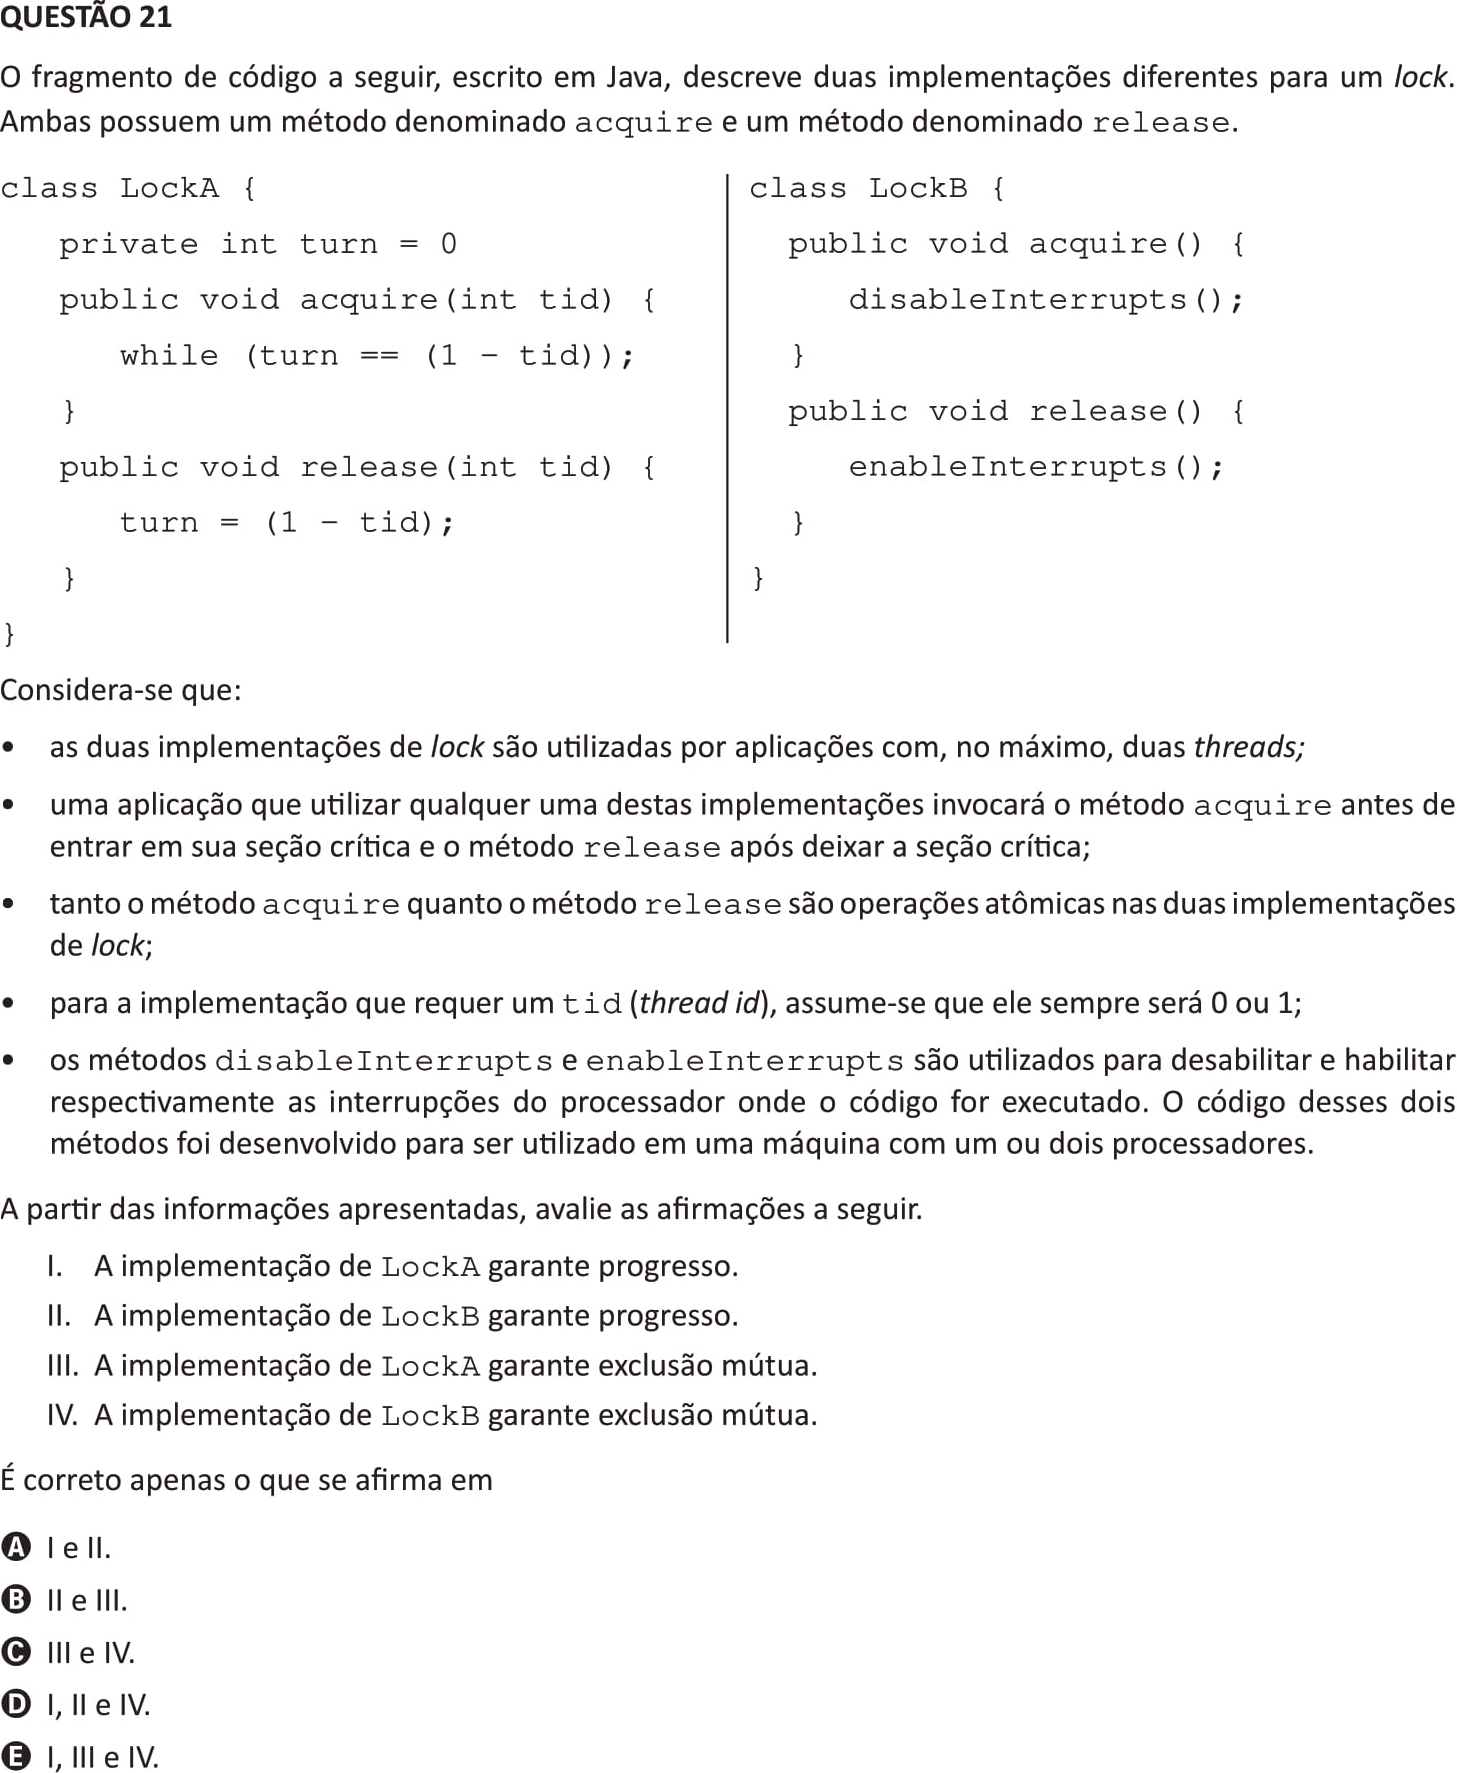 QUESTÃO 21
O fragmento de código a seguir, escrito em Java, descreve duas implementações diferentes para um lock.
Ambas possuem um método denominado acquire e um método denominado release.
class LockA {
private int turn = 0
public void acquire(int tid) {
while (turn == (1 – tid));
}
public void release(int tid) {
turn = (1 – tid);
}
}
class LockB {
public void acquire() {
disableInterrupts();
}
public void release() {
enableInterrupts();
}
}
Considera-se que:
• as duas implementações de lock são utilizadas por aplicações com, no máximo, duas threads;
• uma aplicação que utilizar qualquer uma destas implementações invocará o método acquire antes de
entrar em sua seção crítica e o método release após deixar a seção crítica;
• tanto o método acquire quanto o método release são operações atômicas nas duas implementações
de lock;
• para a implementação que requer um tid (thread id), assume-se que ele sempre será 0 ou 1;
• os métodos disableInterrupts e enableInterrupts são utilizados para desabilitar e habilitar
respectivamente as interrupções do processador onde o código for executado. O código desses dois
métodos foi desenvolvido para ser utilizado em uma máquina com um ou dois processadores.
A partir das informações apresentadas, avalie as afirmações a seguir.
I. A implementação de LockA garante progresso.
II. A implementação de LockB garante progresso.
III. A implementação de LockA garante exclusão mútua.
IV. A implementação de LockB garante exclusão mútua.
É correto apenas o que se afirma em
A I e II.
B II e III.
C III e IV.
D I, II e IV.
E I, III e IV.